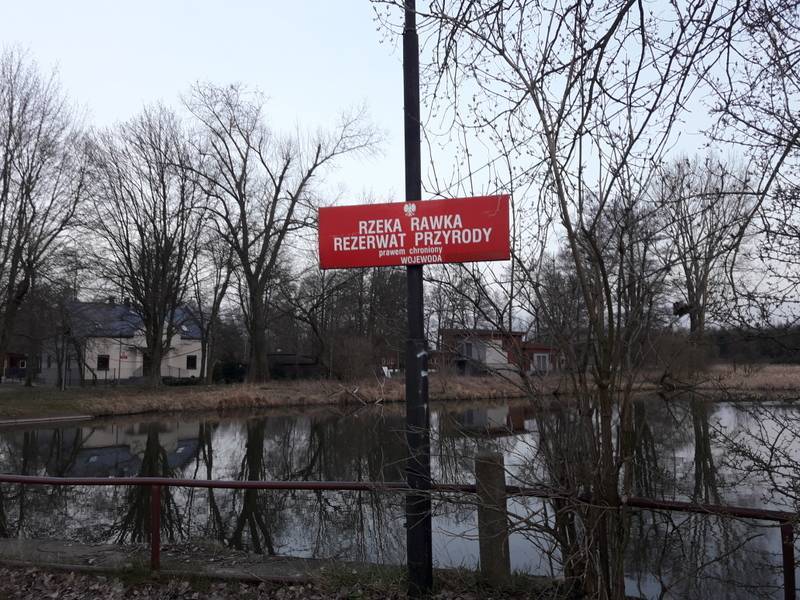 RZEKA RAWKA
REZERWAT PRZYRODY
prawem chroniony
WOJEWODA